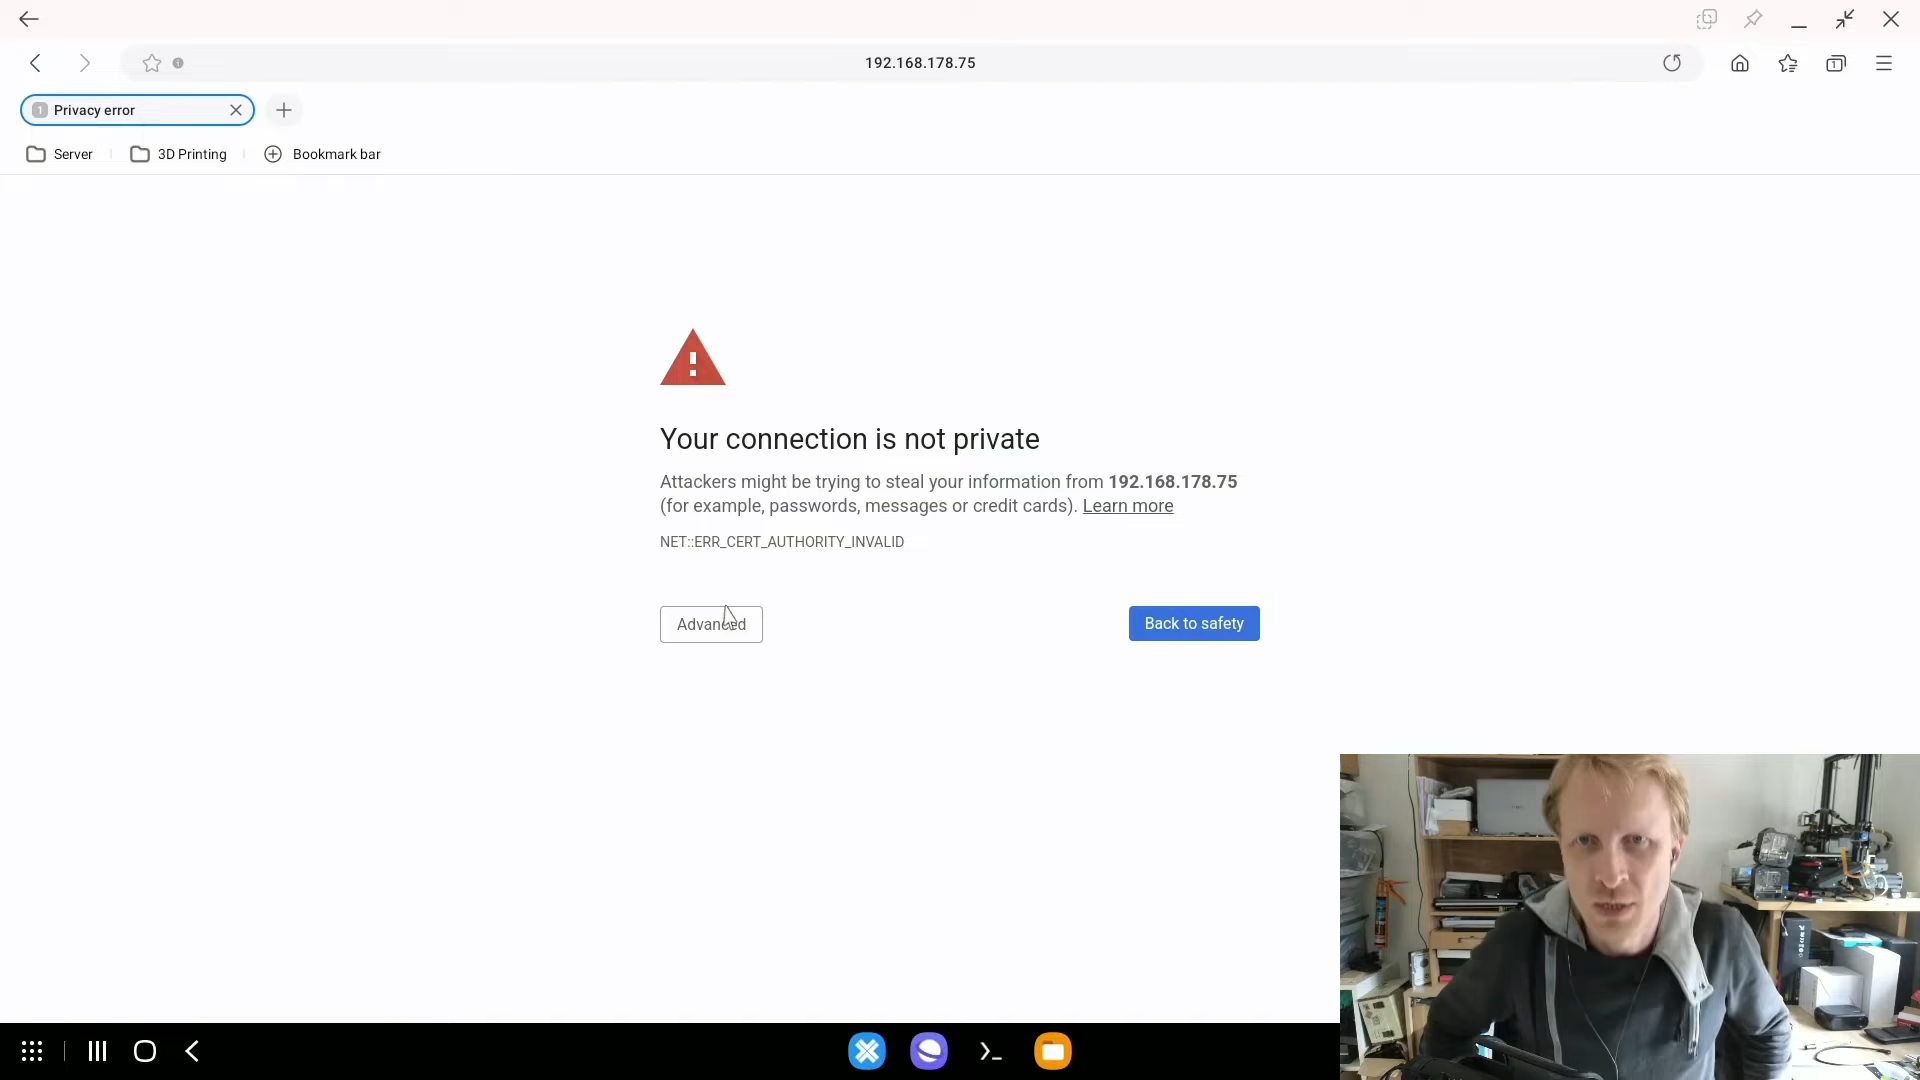 192.168.178.75
1
1 Privacy error
Server
3D Printing
Bookmark bar
Your connection is not private
Attackers might be trying to steal your information from 192.168.178.75
(for example, passwords, messages or credit cards). Learn more
NET::ERR_CERT_AUTHORITY_INVALID
Advanced
Back to safety